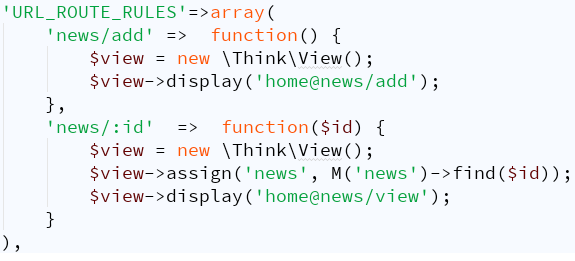 'URL_ROUTE_RULES'=>array(
    'news/add' =>  function() {
        $view = new \Think\View();
        $view->display('home@news/add');
    },
    'news/:id'  =>  function($id) {
        $view = new \Think\View();
        $view->assign('news', M('news')->find($id));
        $view->display('home@news/view');
    }
),